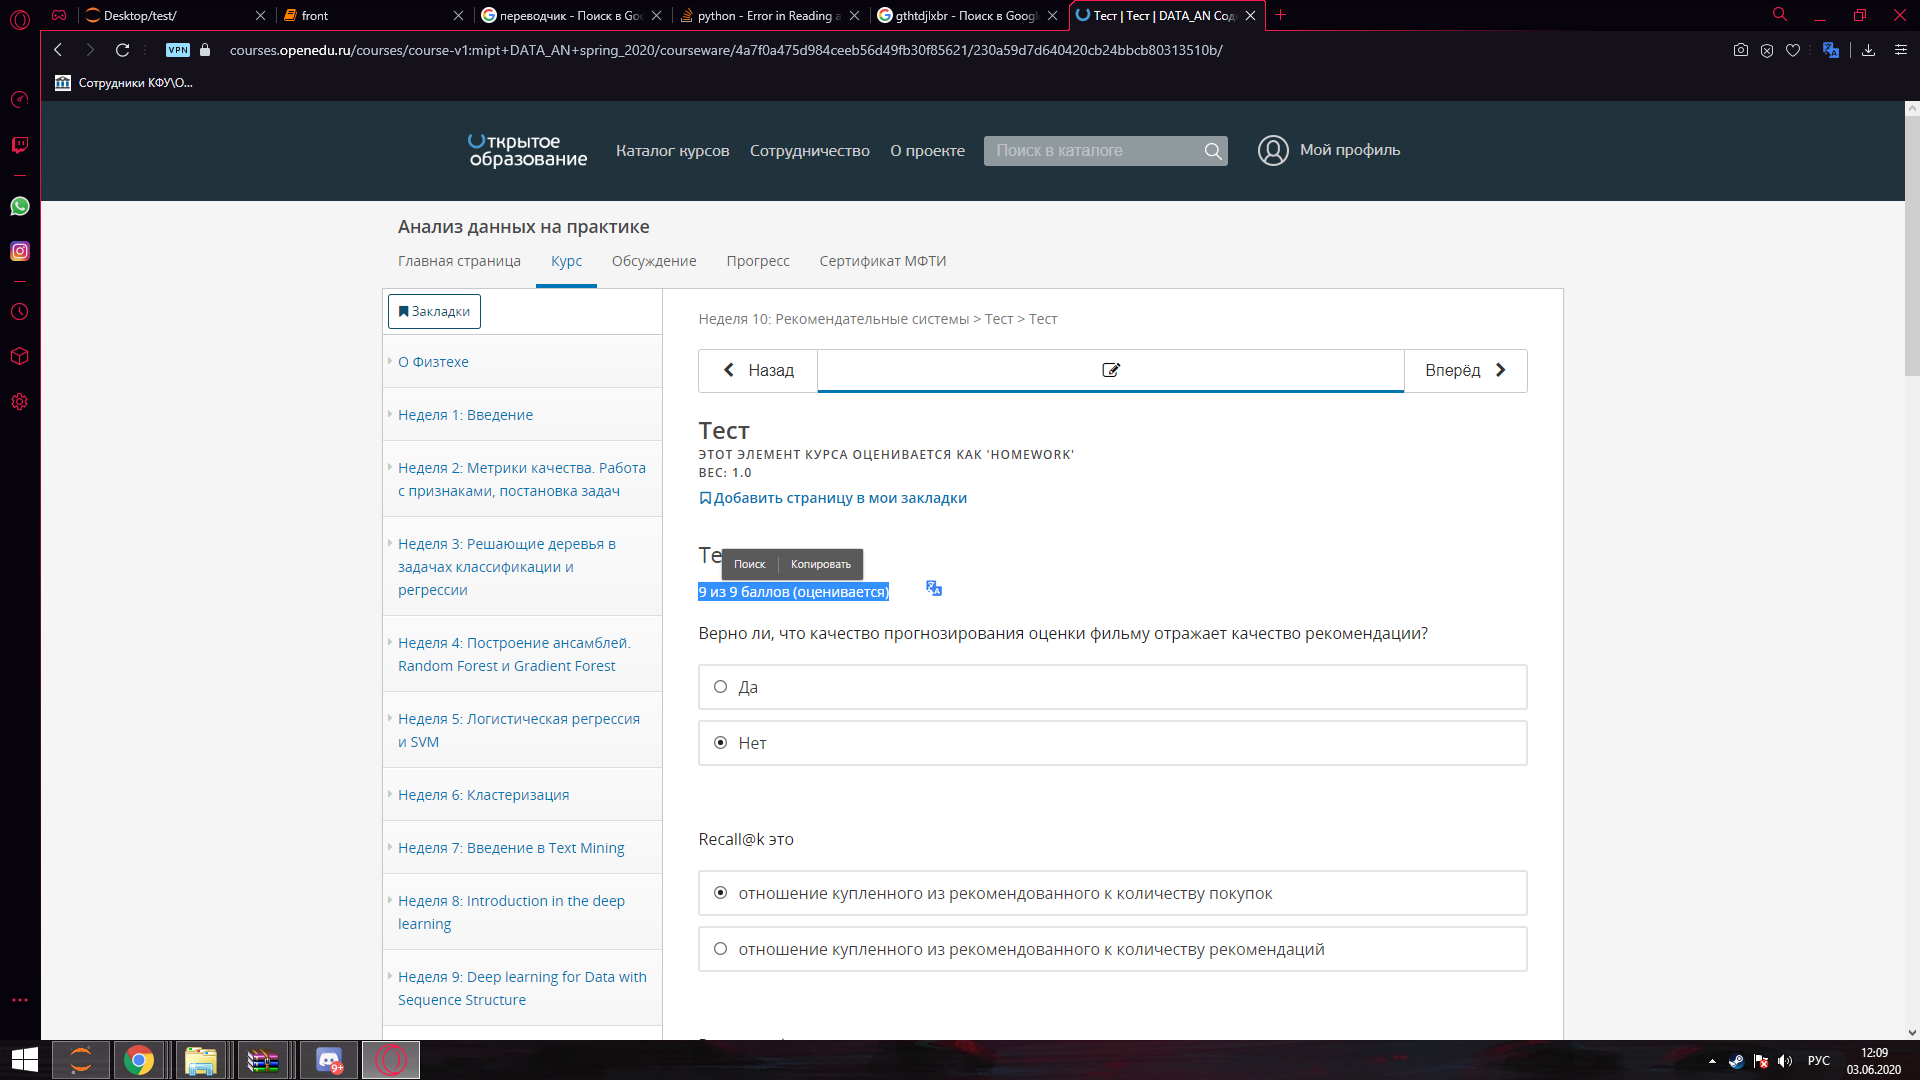 Desktop/test/
front
переводчик - Поиск в Goo
python - Error in Reading a
gthtdjlxbr - Поиск в Google
Тест | Тест | DATA_AN Сод
VPN
courses.openedu.ru/courses/course-v1:mipt+DATA_AN+spring_2020/courseware/4a7f0a475d984ceeb56d49fb30f85621/230a59d7d640420cb24bbcb80313510b/
Сотрудники КФУ\О...
Открытое образование
Каталог курсов
Сотрудничество
О проекте
Поиск в каталоге
Мой профиль
Анализ данных на практике
Главная страница
Курс
Обсуждение
Прогресс
Сертификат МФТИ
Закладки
О Физтехе
Неделя 1: Введение
Неделя 2: Метрики качества. Работа
с признаками, постановка задач
Неделя 3: Решающие деревья в
задачах классификации и
регрессии
Неделя 4: Построение ансамблей.
Random Forest и Gradient Forest
Неделя 5: Логистическая регрессия
и SVM
Неделя 6: Кластеризация
Неделя 7: Введение в Text Mining
Неделя 8: Introduction in the deep
learning
Неделя 9: Deep learning for Data with
Sequence Structure
Неделя 10: Рекомендательные системы > Тест > Тест
Назад
Вперёд
Тест
ЭТОТ ЭЛЕМЕНТ КУРСА ОЦЕНИВАЕТСЯ КАК 'HOMEWORK'
ВЕС: 1.0
Добавить страницу в мои закладки
Те
Поиск
Копировать
9 из 9 баллов (оценивается)
Верно ли, что качество прогнозирования оценки фильму отражает качество рекомендации?
Да
Нет
Recall@k это
отношение купленного из рекомендованного к количеству покупок
отношение купленного из рекомендованного к количеству рекомендаций
9+
РУС
12:09
03.06.2020